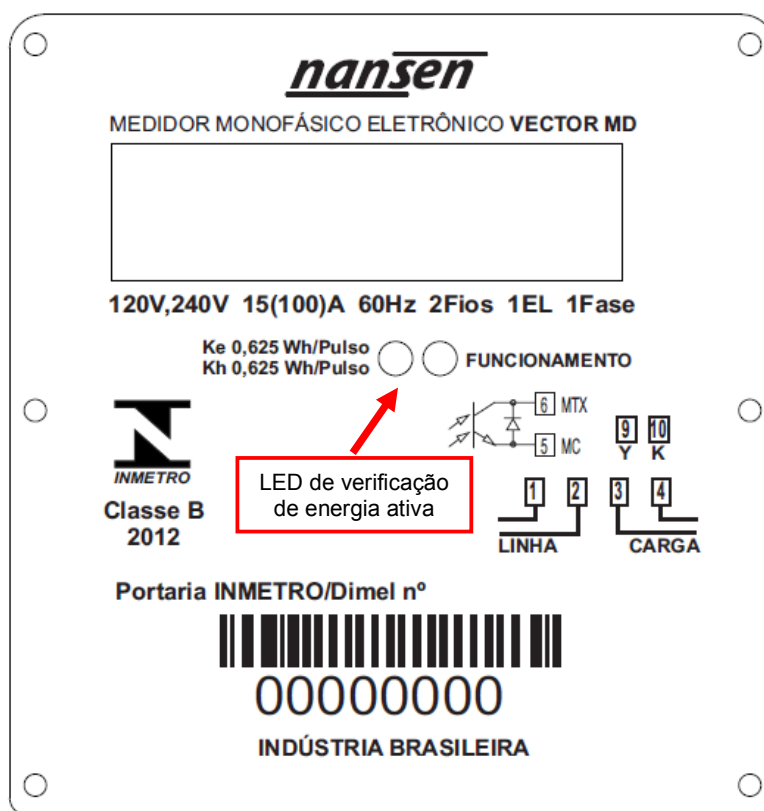 nansen
MEDIDOR MONOFÁSICO ELETRÔNICO VECTOR MD
120V,240V 15(100)A 60Hz 2Fios 1EL 1Fase
Ke 0,625 Wh/Pulso
Kh 0,625 Wh/Pulso
FUNCIONAMENTO
6 MTX
5 MC
9 10
Y K
INMETRO
Classe B
2012
LED de verificação
de energia ativa
1 2 3 4
LINHA CARGA
Portaria INMETRO/Dimel nº
00000000
INDÚSTRIA BRASILEIRA